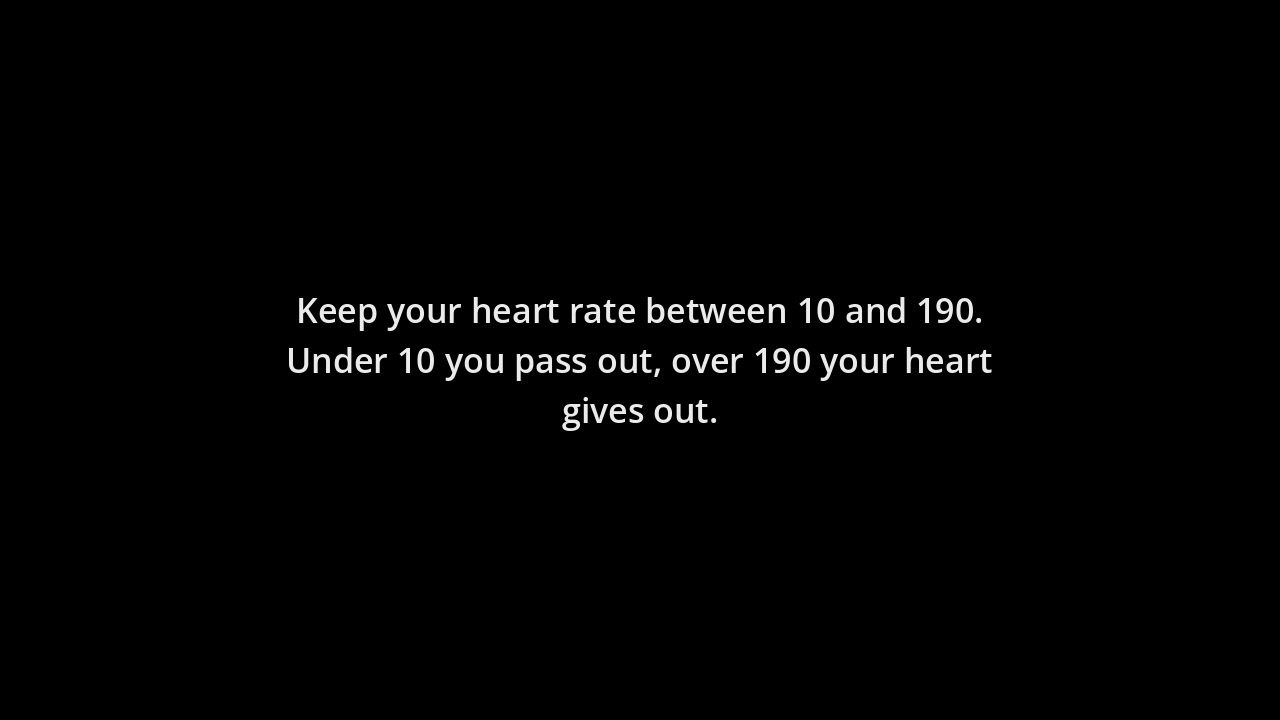 Keep your heart rate between 10 and 190.
Under 10 you pass out, over 190 your heart
gives out.